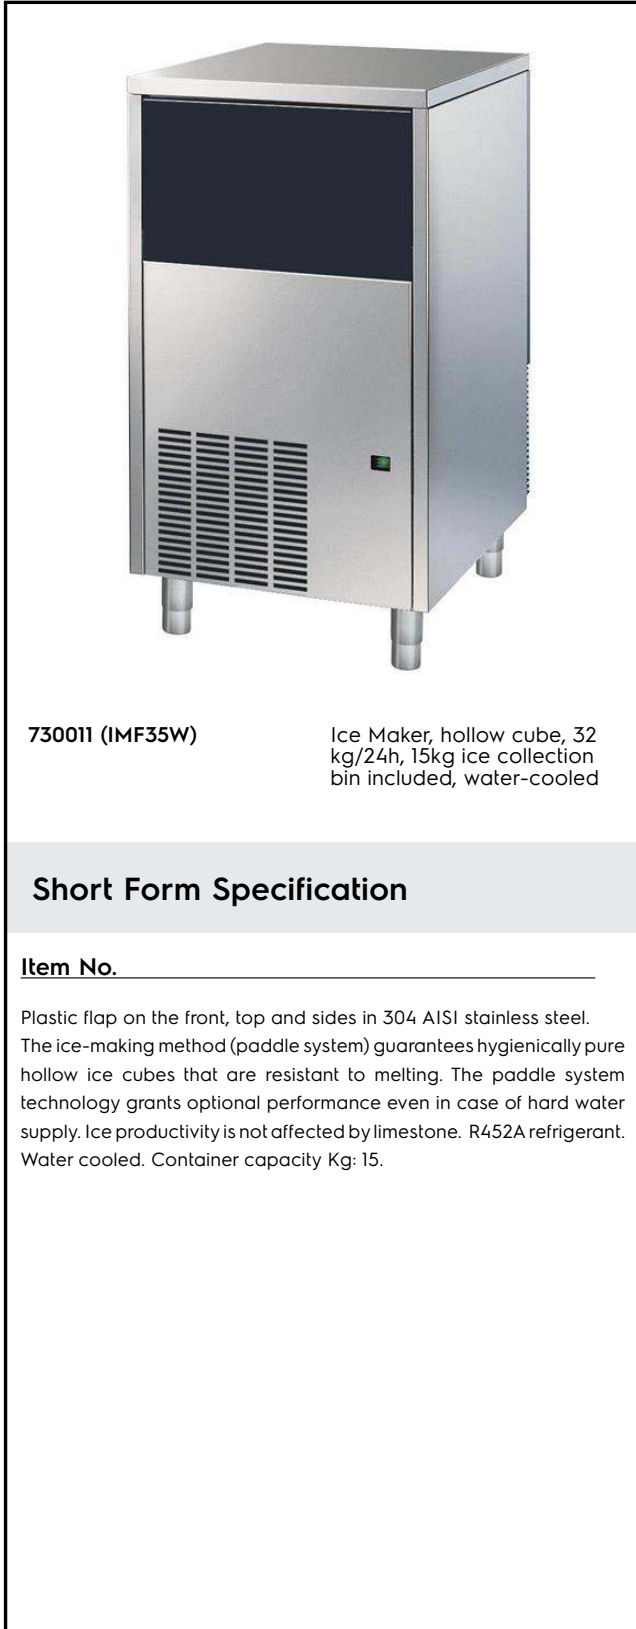 730011 (IMF35W)
Ice Maker, hollow cube, 32
kg/24h, 15kg ice collection
bin included, water-cooled
Short Form Specification
Item No.
Plastic flap on the front, top and sides in 304 AISI stainless steel.
The ice-making method (paddle system) guarantees hygienically pure
hollow ice cubes that are resistant to melting. The paddle system
technology grants optional performance even in case of hard water
supply. Ice productivity is not affected by limestone. R452A refrigerant.
Water cooled. Container capacity Kg: 15.